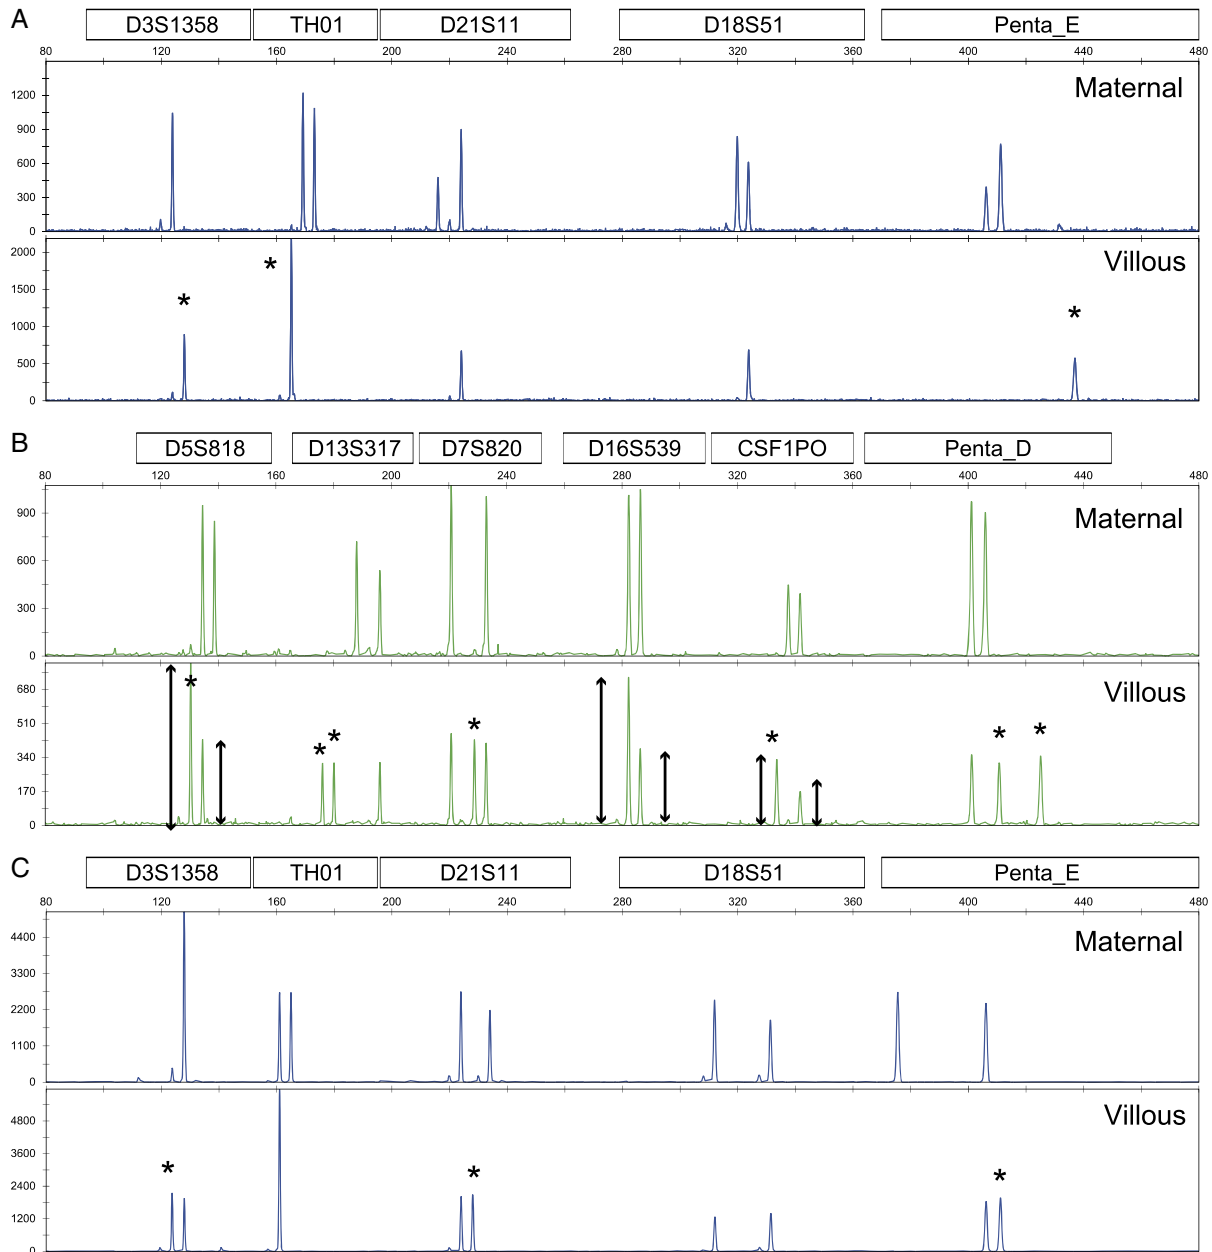 A
D3S1358 TH01 D21S11 D18S51 Penta_E
80 120 160 200 240 280 320 360 400 440 480
Maternal
1200
900
600
300
0
Villous
2000
1500
1000
500
0
* * *
B
D5S818 D13S317 D7S820 D16S539 CSF1PO Penta_D
80 120 160 200 240 280 320 360 400 440 480
Maternal
900
600
300
0
Villous
680
510
340
170
0
* * * * * * *
C
D3S1358 TH01 D21S11 D18S51 Penta_E
80 120 160 200 240 280 320 360 400 440 480
Maternal
4400
3300
2200
1100
0
Villous
4800
3600
2400
1200
0
* * *